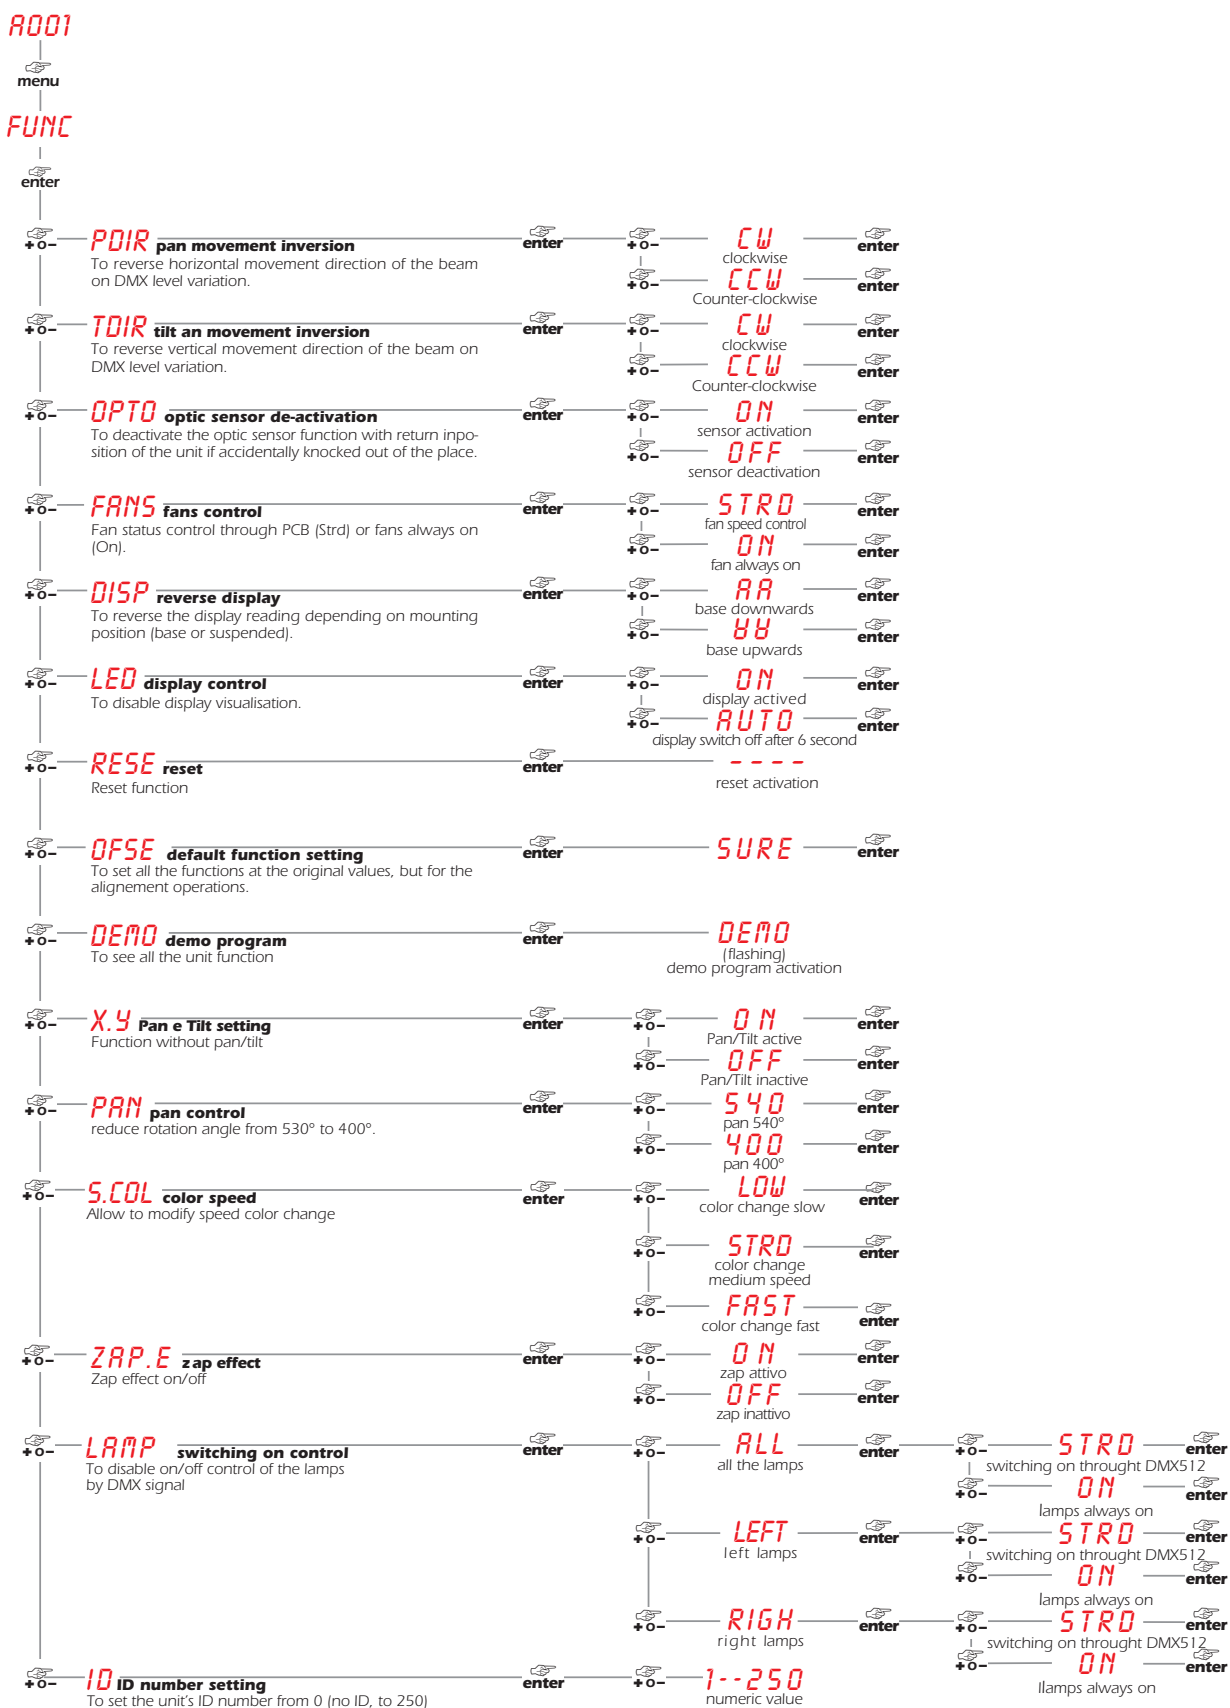 A001
menu
FUNC
enter
+ o - PDIR pan movement inversion enter + o - CW enter
To reverse horizontal movement direction of the beam clockwise
on DMX level variation. + o - CCW enter
Counter-clockwise
+ o - TDIR tilt an movement inversion enter + o - CW enter
To reverse vertical movement direction of the beam on clockwise
DMX level variation. + o - CCW enter
Counter-clockwise
+ o - OPTO optic sensor de-activation enter + o - ON enter
To deactivate the optic sensor function with return inpo- sensor activation
sition of the unit if accidentally knocked out of the place. + o - OFF enter
sensor deactivation
+ o - FANS fans control enter + o - STRD enter
Fan status control through PCB (Strd) or fans always on fan speed control
(On). + o - ON enter
fan always on
+ o - DISP reverse display enter + o - AA enter
To reverse the display reading depending on mounting base downwards
position (base or suspended). + o - ꓯꓯ enter
base upwards
+ o - LED display control enter + o - ON enter
To disable display visualisation. display actived
+ o - AUTO enter
display switch off after 6 second
+ o - RESE reset enter - - - -
Reset function reset activation
+ o - DFSE default function setting enter SURE enter
To set all the functions at the original values, but for the
alignement operations.
+ o - DEMO demo program enter DEMO
To see all the unit function (flashing)
demo program activation
+ o - X.Y Pan e Tilt setting enter + o - ON enter
Function without pan/tilt Pan/Tilt active
+ o - OFF enter
Pan/Tilt inactive
+ o - PAN pan control enter + o - 540 enter
reduce rotation angle from 530° to 400°. pan 540°
+ o - 400 enter
pan 400°
+ o - S.COL color speed enter + o - LOW enter
Allow to modify speed color change color change slow
+ o - STRD enter
color change
medium speed
+ o - FAST enter
color change fast
+ o - ZAP.E zap effect enter + o - ON enter
Zap effect on/off zap attivo
+ o - OFF enter
zap inattivo
+ o - LAMP switching on control enter + o - ALL enter + o - STRD enter
To disable on/off control of the lamps all the lamps switching on throught DMX512
by DMX signal + o - ON enter
lamps always on
+ o - LEFT enter + o - STRD enter
left lamps switching on throught DMX512
+ o - ON enter
lamps always on
+ o - RIGH enter + o - STRD enter
right lamps switching on throught DMX512
+ o - ON enter
llamps always on
+ o - ID ID number setting enter + o - 1--250
To set the unit's ID number from 0 (no ID, to 250) numeric value